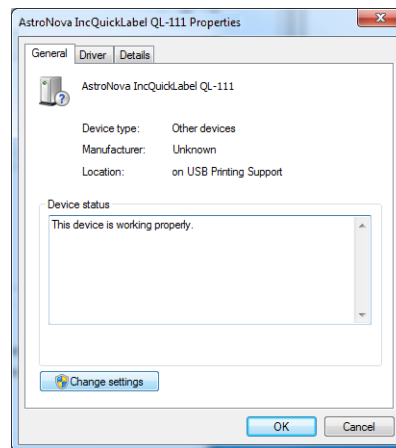 AstroNova IncQuickLabel QL-111 Properties
General Driver Details
AstroNova IncQuickLabel QL-111
Device type: Other devices
Manufacturer: Unknown
Location: on USB Printing Support
Device status
This device is working properly.
Change settings
OK Cancel